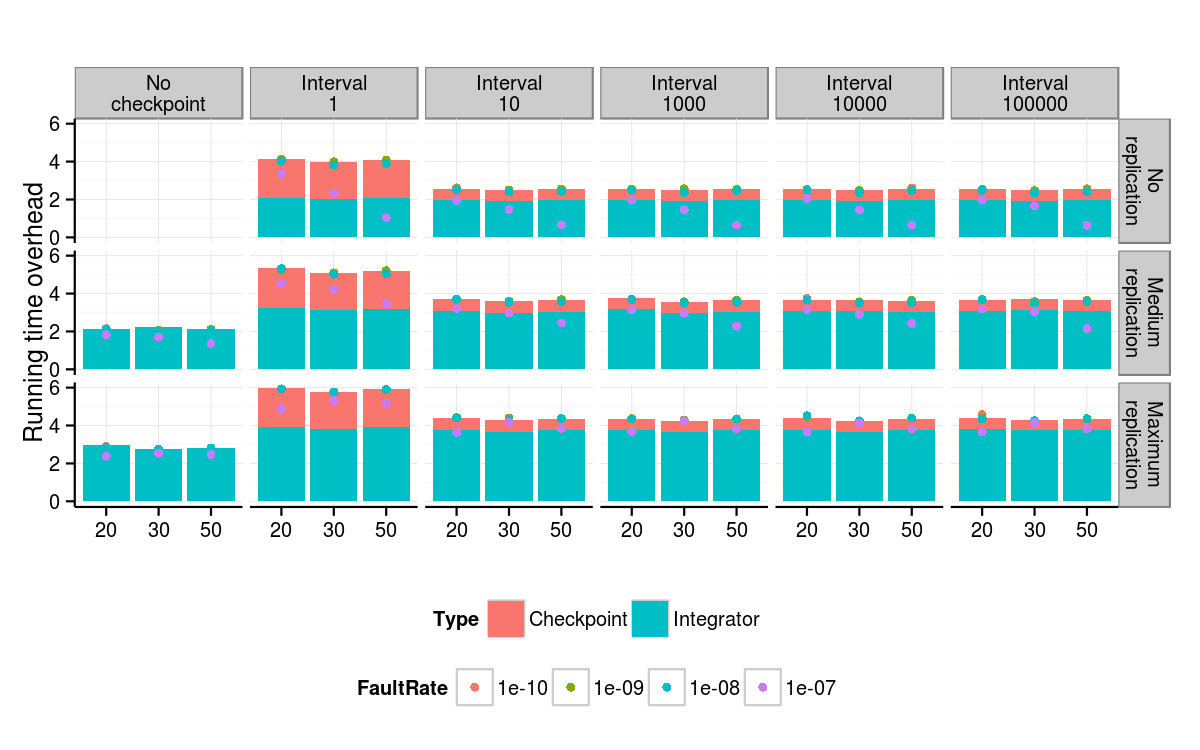 No
checkpoint
Interval
1
Interval
10
Interval
1000
Interval
10000
Interval
100000
Running time overhead
6
4
2
0
No
replication
6
4
2
0
Medium
replication
6
4
2
0
Maximum
replication
20 30 50 20 30 50 20 30 50 20 30 50 20 30 50 20 30 50
Type Checkpoint Integrator
FaultRate 1e-10 1e-09 1e-08 1e-07